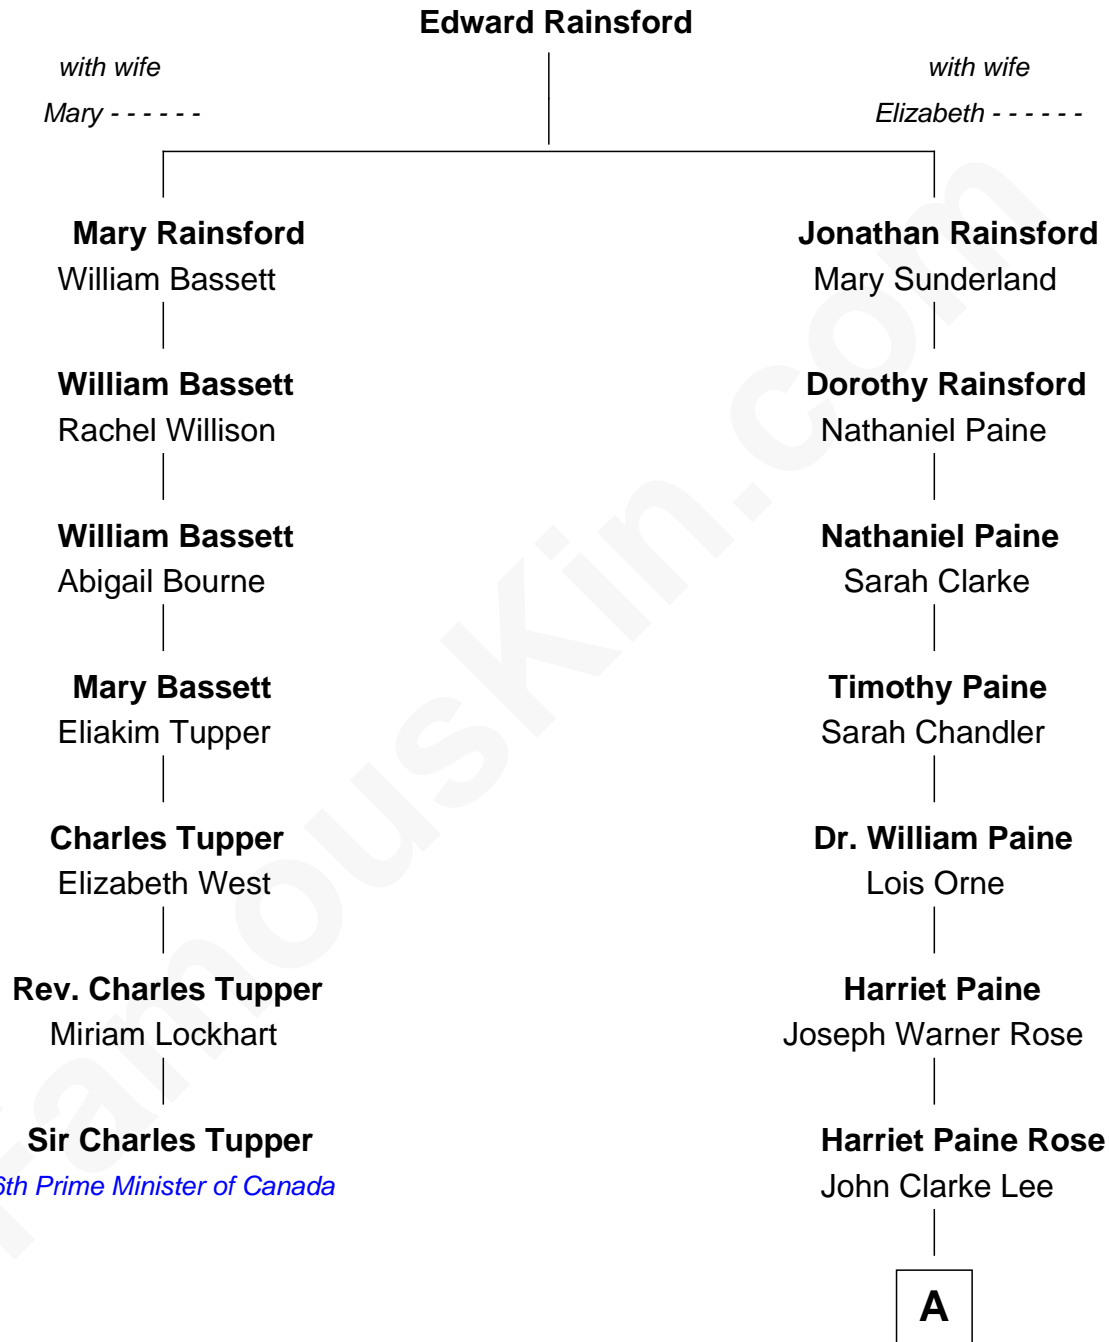 Edward Rainsford
with wife
Mary - - - - - -
with wife
Elizabeth - - - - - -
Mary Rainsford
William Bassett
Jonathan Rainsford
Mary Sunderland
William Bassett
Rachel Willison
Dorothy Rainsford
Nathaniel Paine
William Bassett
Abigail Bourne
Nathaniel Paine
Sarah Clarke
Mary Bassett
Eliakim Tupper
Timothy Paine
Sarah Chandler
Charles Tupper
Elizabeth West
Dr. William Paine
Lois Orne
Rev. Charles Tupper
Miriam Lockhart
Harriet Paine
Joseph Warner Rose
Sir Charles Tupper
6th Prime Minister of Canada
Harriet Paine Rose
John Clarke Lee
A
FamousKin.com